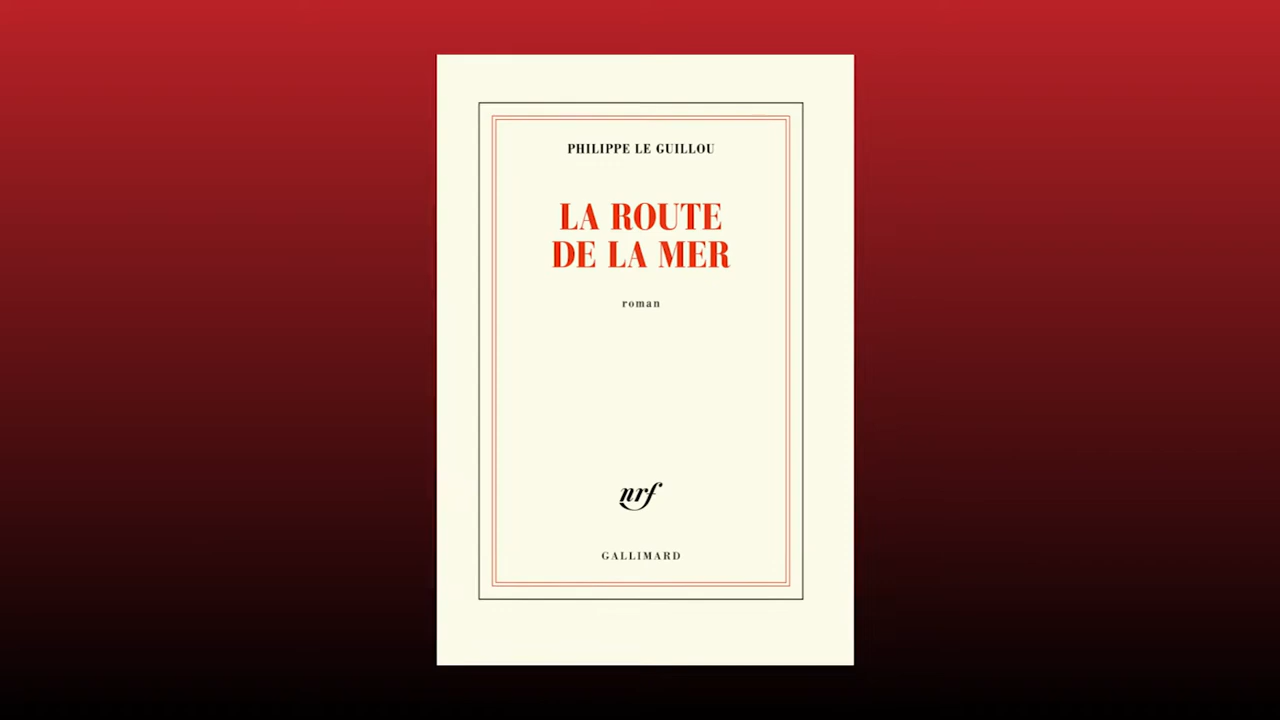 PHILIPPE LE GUILLOU
LA ROUTE
DE LA MER
roman
nrf
GALLIMARD